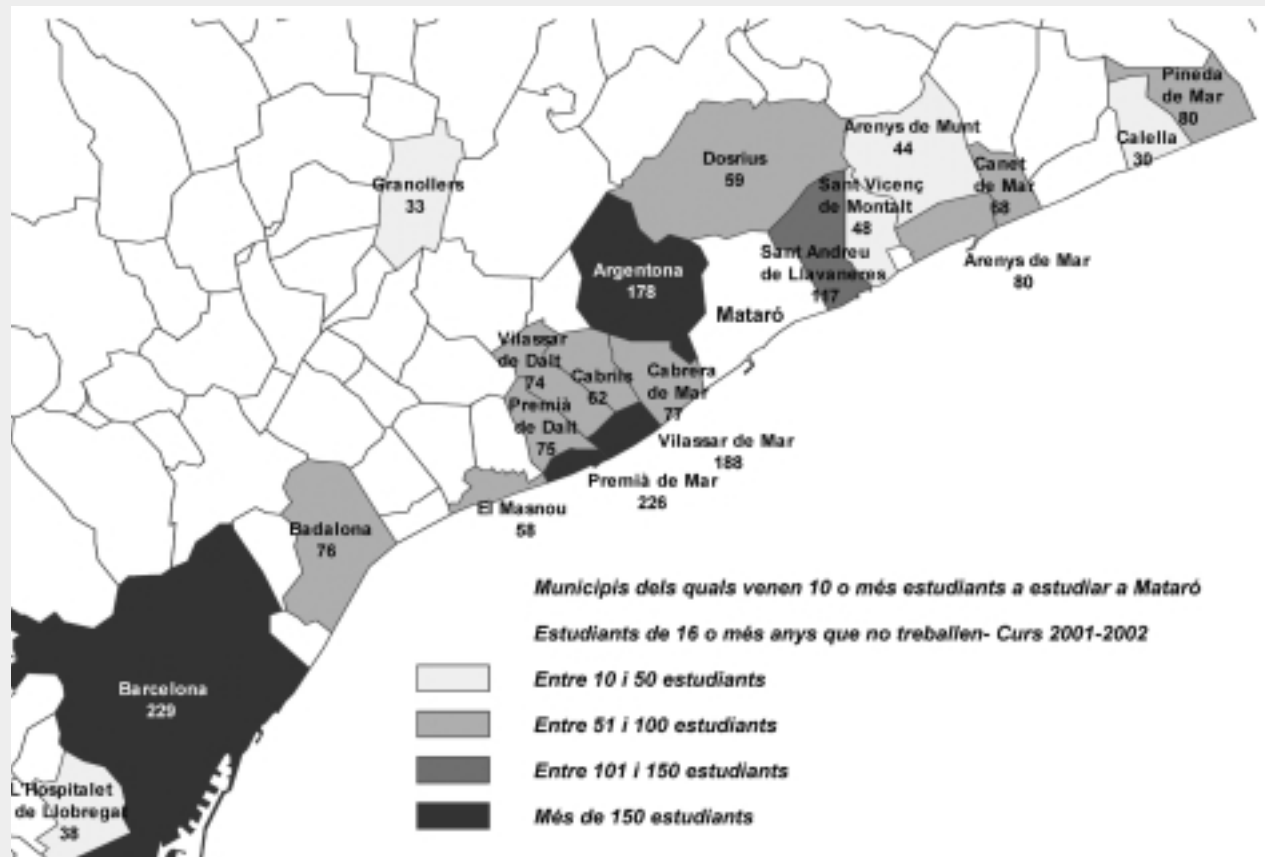 Pineda
de Mar
80
Calella
30
Arenys de Munt
44
Canet
de Mar
68
Dosrius
59
Sant Vicenç
de Montalt
48
Granollers
33
Arenys de Mar
80
Sant Andreu
de Llavaneres
117
Argentona
178
Mataró
Vilassar
de Dalt
74
Cabrils
62
Cabrera
de Mar
77
Premià
de Dalt
75
Vilassar de Mar
188
Premià de Mar
226
El Masnou
58
Badalona
76
Barcelona
229
L'Hospitalet
de Llobregat
38
Municipis dels quals venen 10 o més estudiants a estudiar a Mataró
Estudiants de 16 o més anys que no treballen- Curs 2001-2002
Entre 10 i 50 estudiants
Entre 51 i 100 estudiants
Entre 101 i 150 estudiants
Més de 150 estudiants